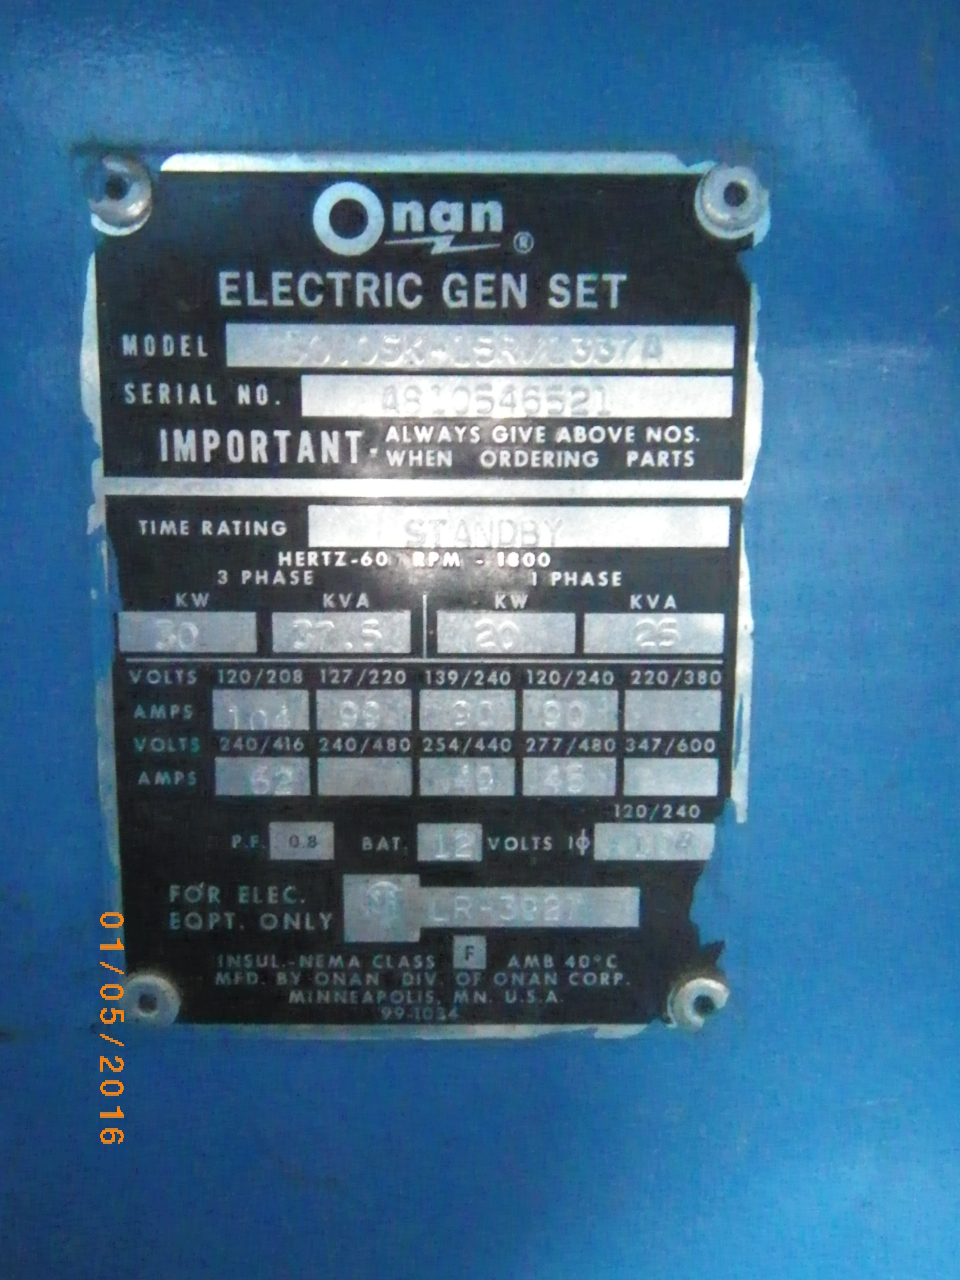 Onan ®
ELECTRIC GEN SET
MODEL
SERIAL NO. 4810546521
IMPORTANT - ALWAYS GIVE ABOVE NOS.
WHEN ORDERING PARTS
TIME RATING STANDBY
HERTZ-60 RPM - 1800
3 PHASE 1 PHASE
KW KVA KW KVA
30 37.5 20 25
VOLTS 120/208 127/220 139/240 120/240 220/380
AMPS 104 99 90 90
VOLTS 240/416 240/480 254/440 277/480 347/600
AMPS 52 45
120/240
P.F. 0.8 BAT. 12 VOLTS 1ϕ 104
FOR ELEC.
EQPT. ONLY LR-3927
INSUL.-NEMA CLASS F AMB 40°C
MFD. BY ONAN DIV. OF ONAN CORP.
MINNEAPOLIS, MN. U.S.A.
99-1034
01/05/2016